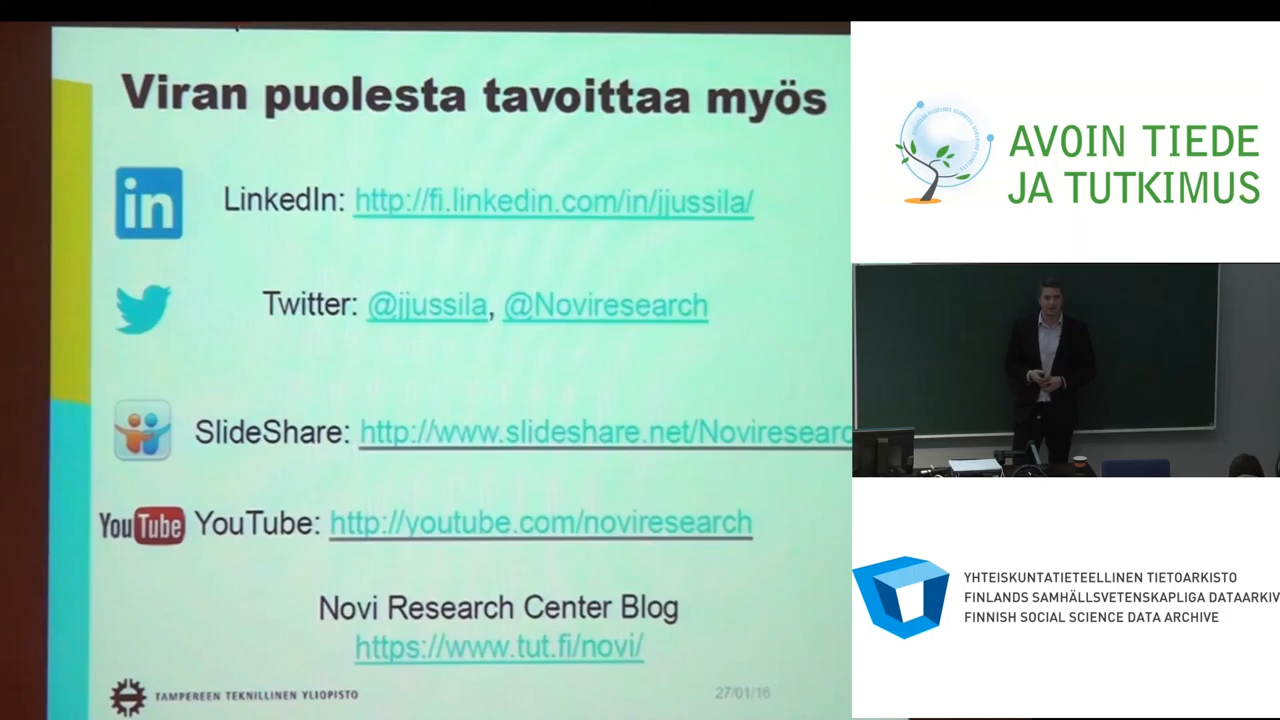 Viran puolesta tavoittaa myös
in
LinkedIn: http://fi.linkedin.com/in/jjussila/
Twitter: @jjussila, @Noviresearch
SlideShare: http://www.slideshare.net/Noviresearc
YouTube YouTube: http://youtube.com/noviresearch
Novi Research Center Blog
https://www.tut.fi/novi/
TAMPEREEN TEKNILLINEN YLIOPISTO
27/01/16
AVOIN TIEDE
JA TUTKIMUS
YHTEISKUNTATIETEELLINEN TIETOARKISTO
FINLANDS SAMHÄLLSVETENSKAPLIGA DATAARKIV
FINNISH SOCIAL SCIENCE DATA ARCHIVE